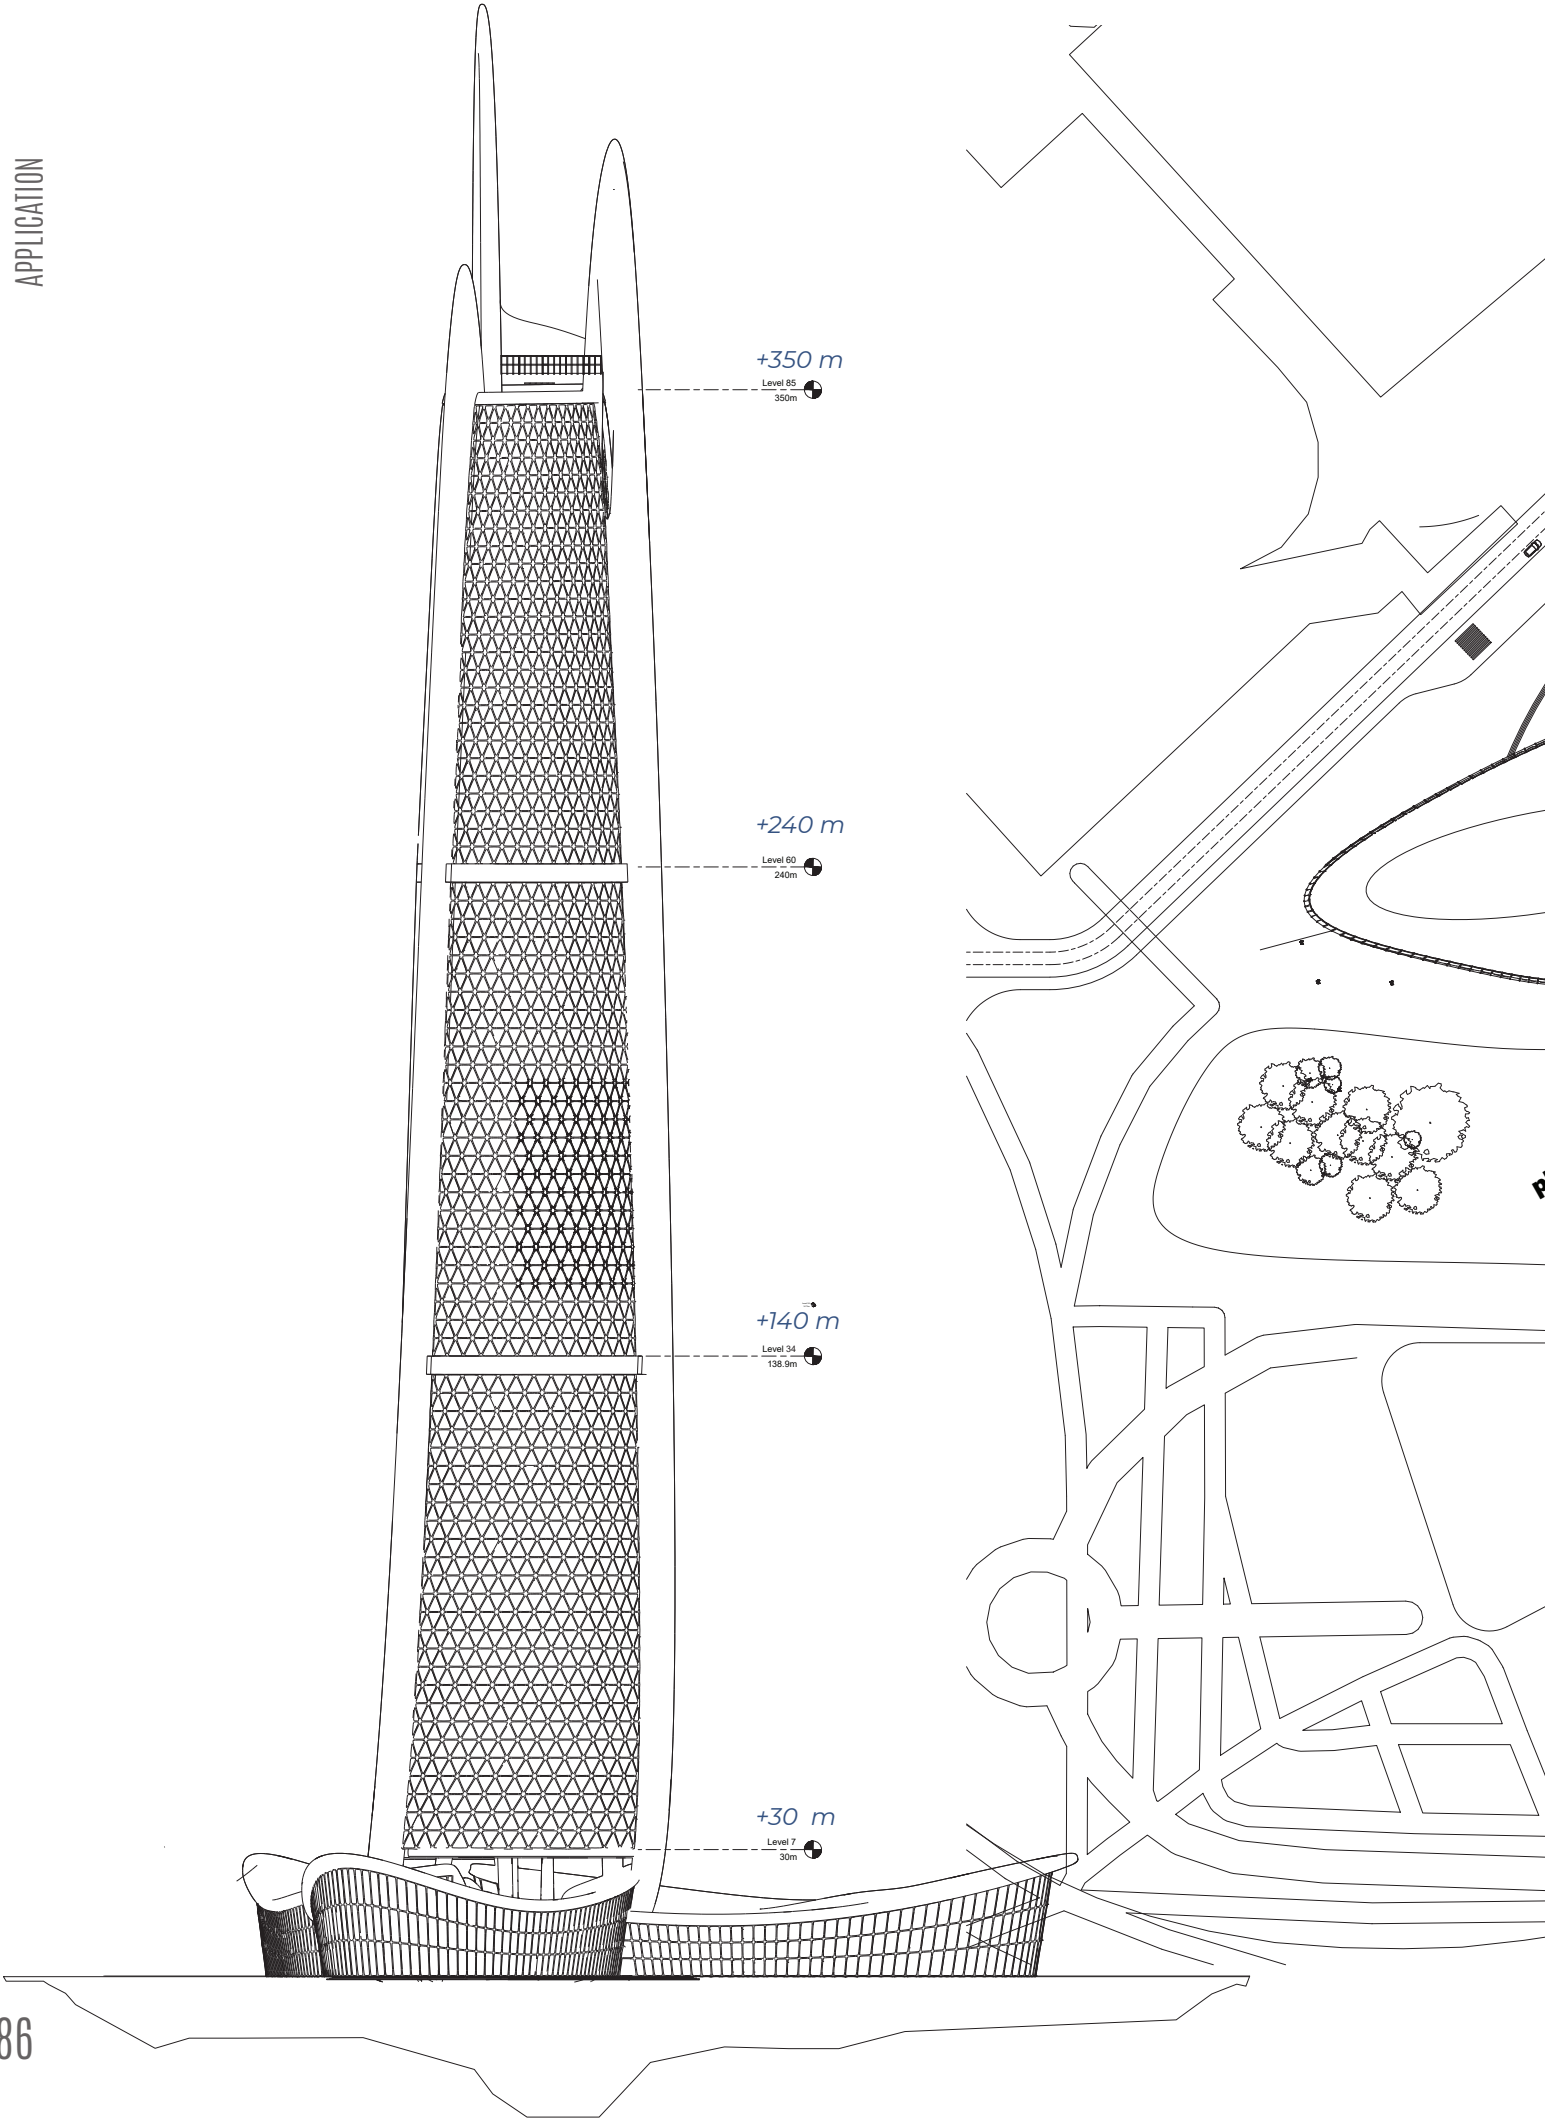 APPLICATION
+350 m
Level 85
350m
+240 m
Level 60
240m
+140 m
Level 34
138.9m
+30 m
Level 7
30m
86